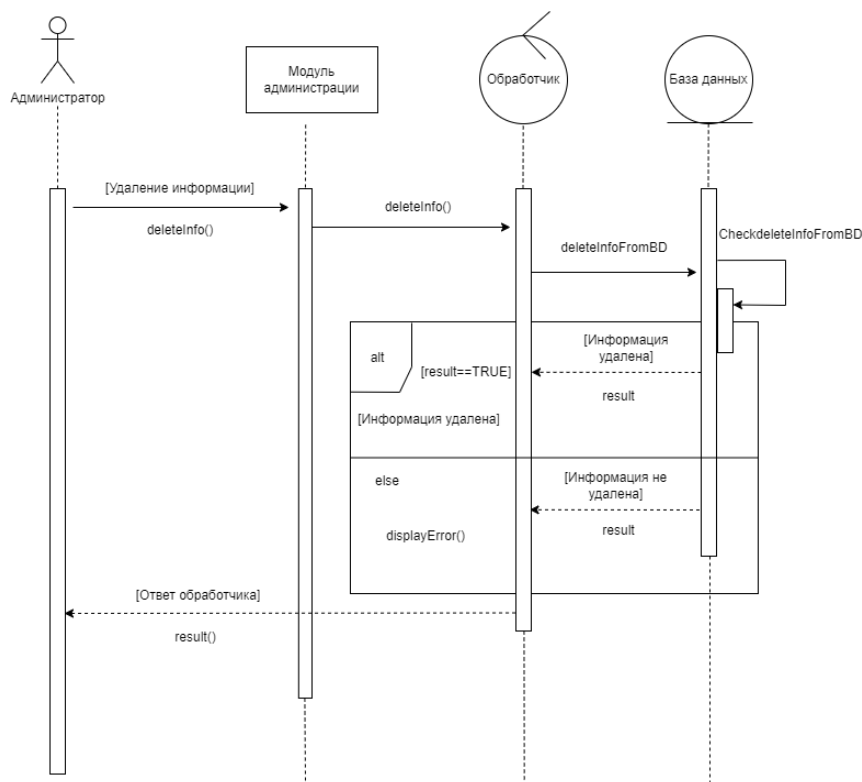 Администратор
Модуль
администрации
Обработчик
База данных
[Удаление информации]
deleteInfo()
deleteInfo()
deleteInfoFromBD
CheckdeleteInfoFromBD
alt
[result==TRUE]
[Информация
удалена]
result
[Информация удалена]
else
[Информация не
удалена]
result
displayError()
[Ответ обработчика]
result()